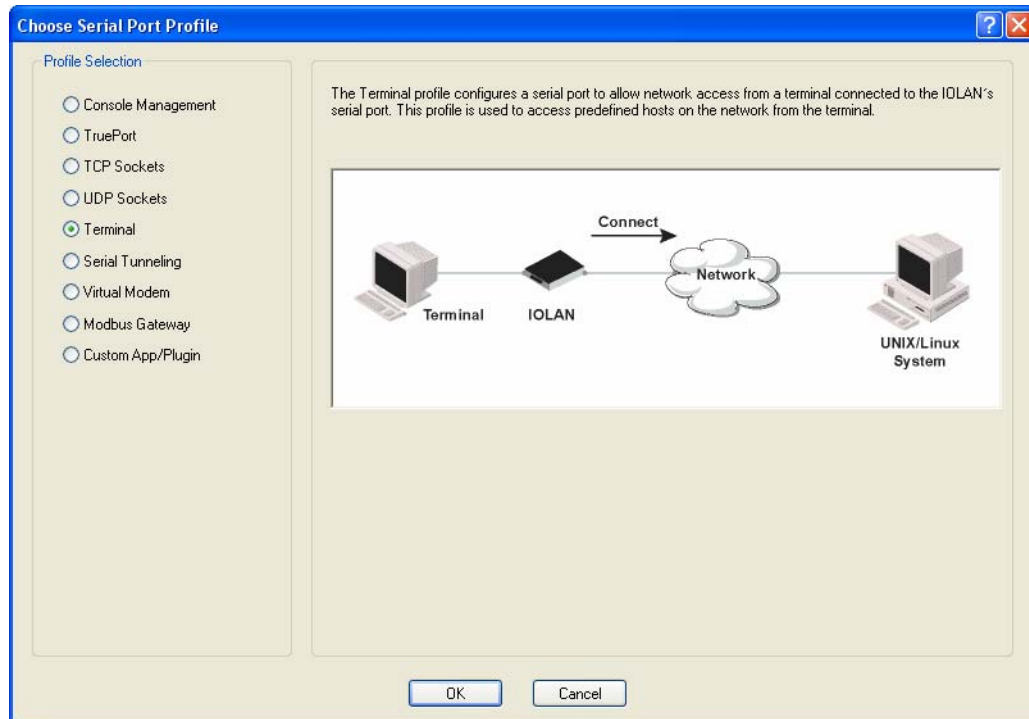 Choose Serial Port Profile
Profile Selection
Console Management
TruePort
TCP Sockets
UDP Sockets
Terminal
Serial Tunneling
Virtual Modem
Modbus Gateway
Custom App/Plugin
The Terminal profile configures a serial port to allow network access from a terminal connected to the IOLAN´s
serial port. This profile is used to access predefined hosts on the network from the terminal.
Connect
Network
Terminal
IOLAN
UNIX/Linux
System
OK
Cancel